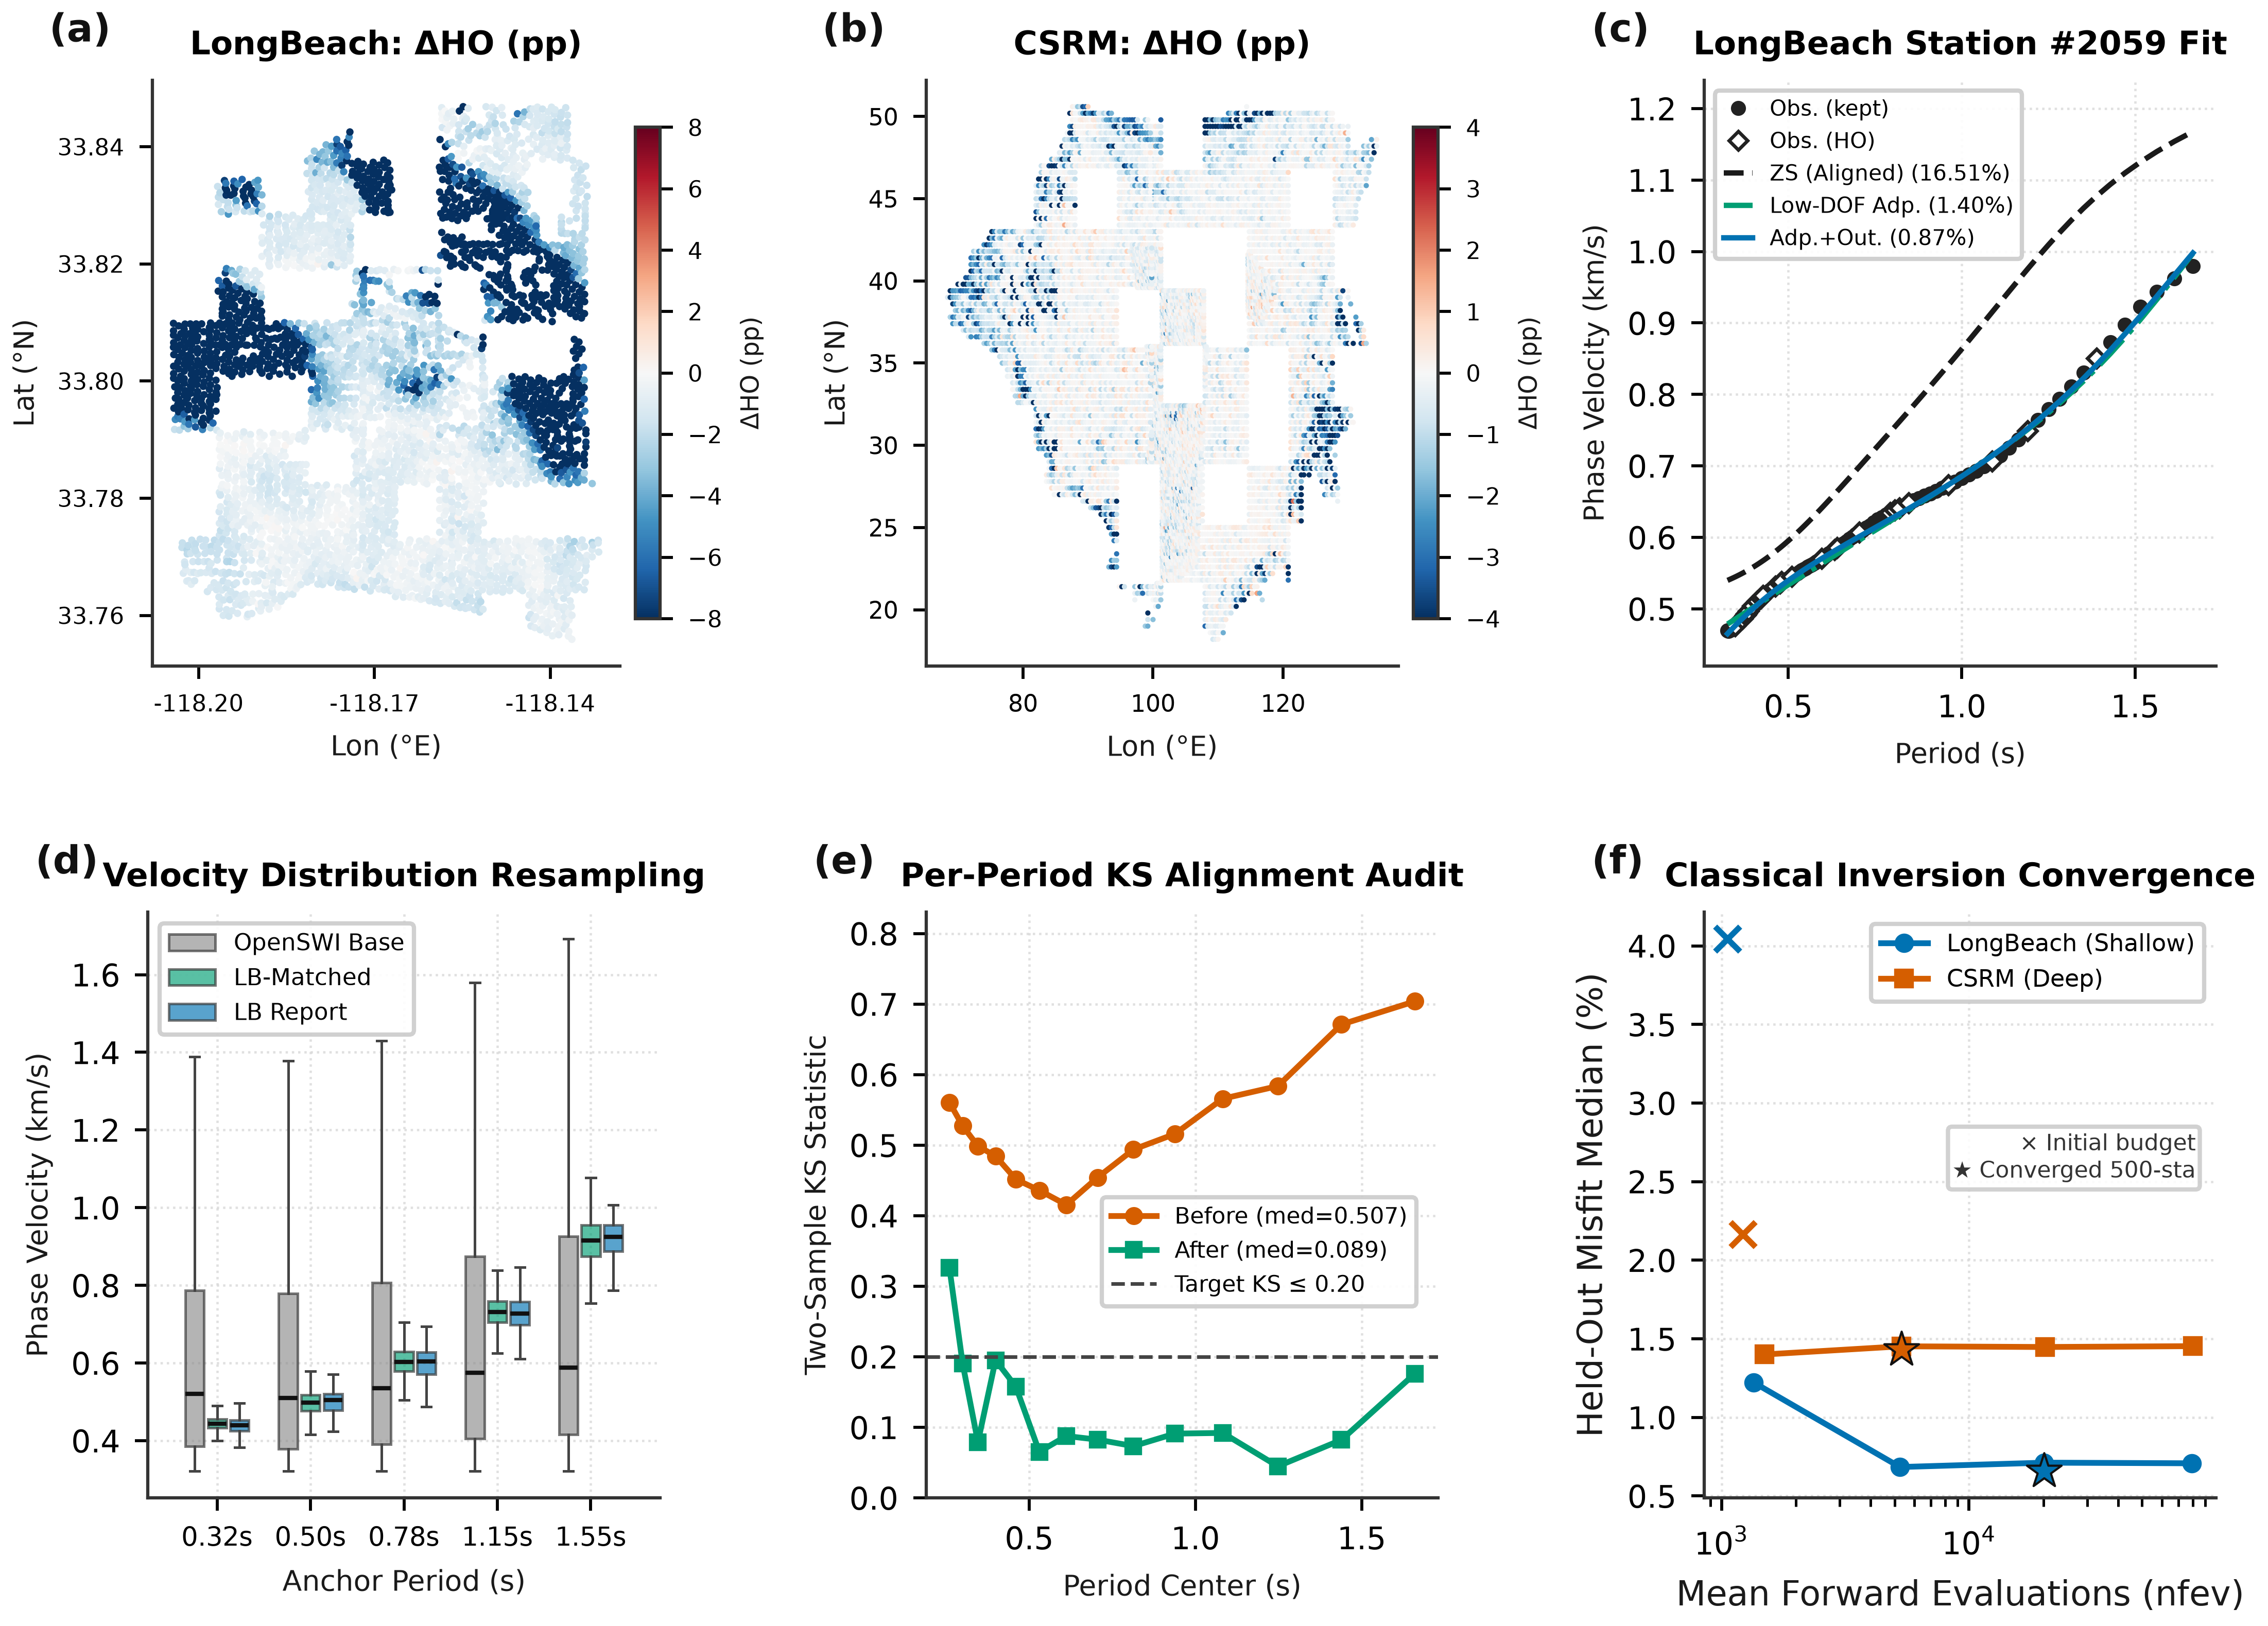 (a)
LongBeach: ΔHO (pp)
33.84
33.82
33.80
33.78
33.76
Lat (°N)
-118.20
-118.17
-118.14
Lon (°E)
8
6
4
2
0
−2
−4
−6
−8
ΔHO (pp)
(b)
CSRM: ΔHO (pp)
50
45
40
35
30
25
20
Lat (°N)
80
100
120
Lon (°E)
4
3
2
1
0
−1
−2
−3
−4
ΔHO (pp)
(c)
LongBeach Station #2059 Fit
Obs. (kept)
Obs. (HO)
ZS (Aligned) (16.51%)
Low-DOF Adp. (1.40%)
Adp.+Out. (0.87%)
1.2
1.1
1.0
0.9
0.8
0.7
0.6
0.5
Phase Velocity (km/s)
0.5
1.0
1.5
Period (s)
(d)
Velocity Distribution Resampling
OpenSWI Base
LB-Matched
LB Report
1.6
1.4
1.2
1.0
0.8
0.6
0.4
Phase Velocity (km/s)
0.32s
0.50s
0.78s
1.15s
1.55s
Anchor Period (s)
(e)
Per-Period KS Alignment Audit
0.8
0.7
0.6
0.5
0.4
0.3
0.2
0.1
0.0
Two-Sample KS Statistic
Before (med=0.507)
After (med=0.089)
Target KS ≤ 0.20
0.5
1.0
1.5
Period Center (s)
(f)
Classical Inversion Convergence
LongBeach (Shallow)
CSRM (Deep)
× Initial budget
★ Converged 500-sta
4.0
3.5
3.0
2.5
2.0
1.5
1.0
0.5
Held-Out Misfit Median (%)
10³
10⁴
Mean Forward Evaluations (nfev)